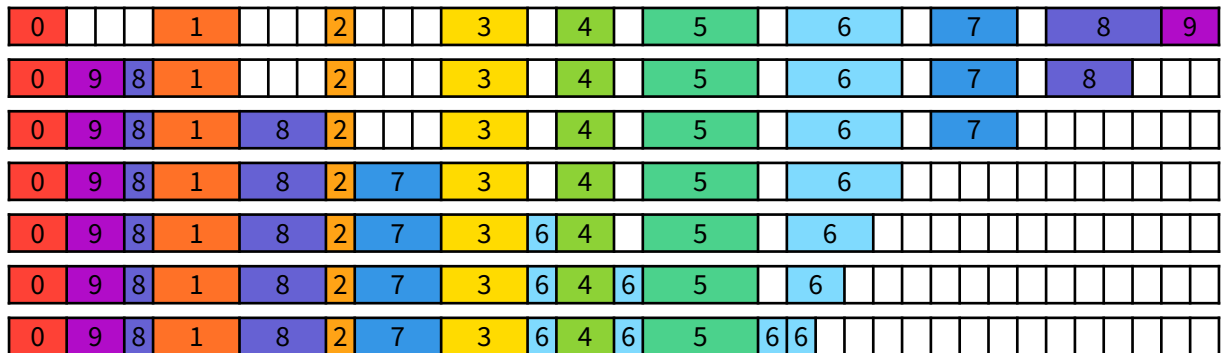 0 1 2 3 4 5 6 7 8 9
0 9 8 1 2 3 4 5 6 7 8
0 9 8 1 8 2 3 4 5 6 7
0 9 8 1 8 2 7 3 4 5 6
0 9 8 1 8 2 7 3 6 4 5 6
0 9 8 1 8 2 7 3 6 4 6 5 6
0 9 8 1 8 2 7 3 6 4 6 5 6 6